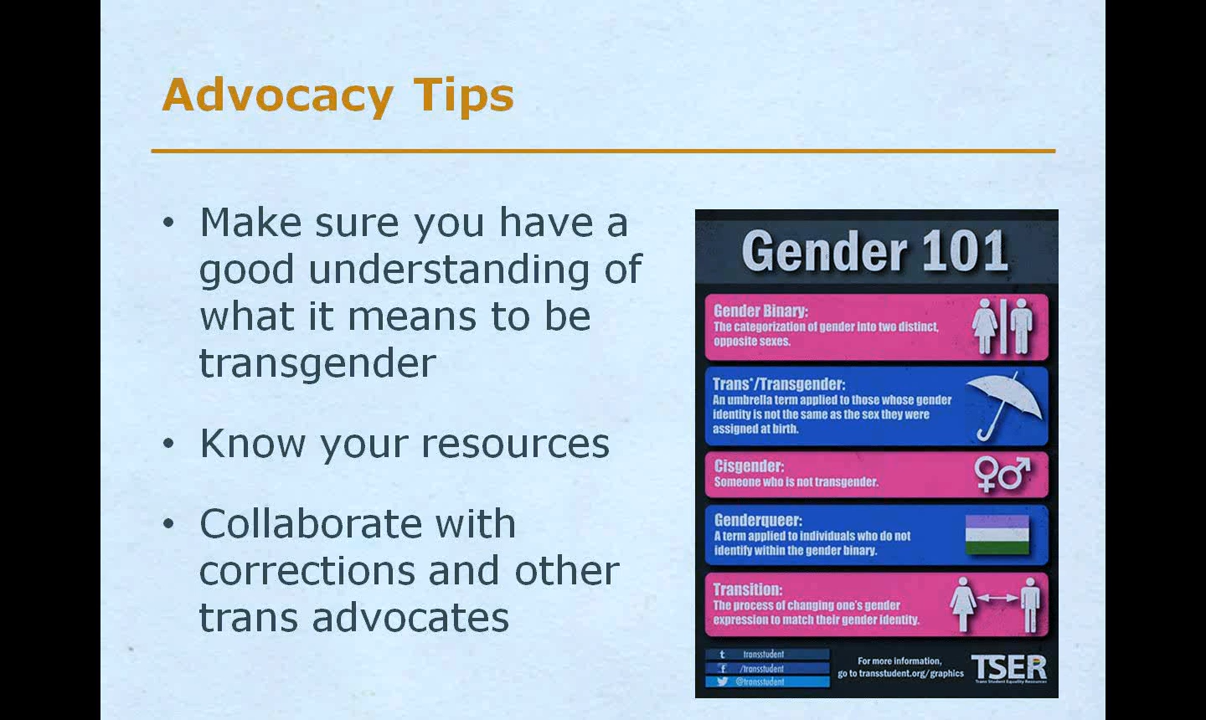 Advocacy Tips
• Make sure you have a
good understanding of
what it means to be
transgender
• Know your resources
• Collaborate with
corrections and other
trans advocates
Gender 101
Gender Binary:
The categorization of gender into two distinct,
opposite sexes.
Trans*/Transgender:
An umbrella term applied to those whose gender
identity is not the same as the sex they were
assigned at birth.
Cisgender:
Someone who is not transgender.
Genderqueer:
A term applied to individuals who do not
identify within the gender binary.
Transition:
The process of changing one's gender
expression to match their gender identity.
t transstudent
f /transstudent
@transstudent
For more information,
go to transstudent.org/graphics
TSER
Trans Student Equality Resources